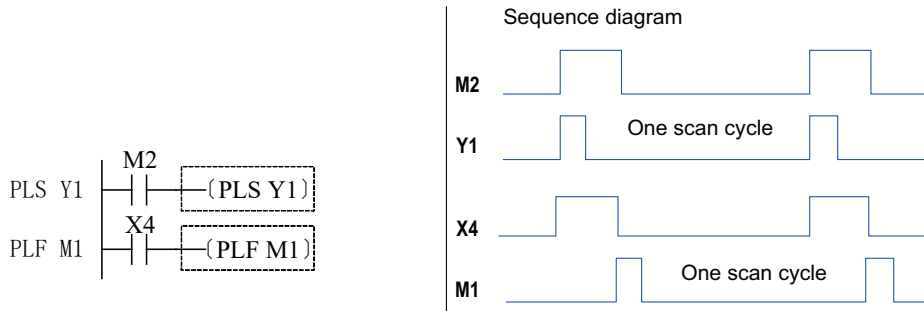 M2
PLS Y1 (PLS Y1)
X4
PLF M1 (PLF M1)
Sequence diagram
M2
Y1 One scan cycle
X4
M1 One scan cycle